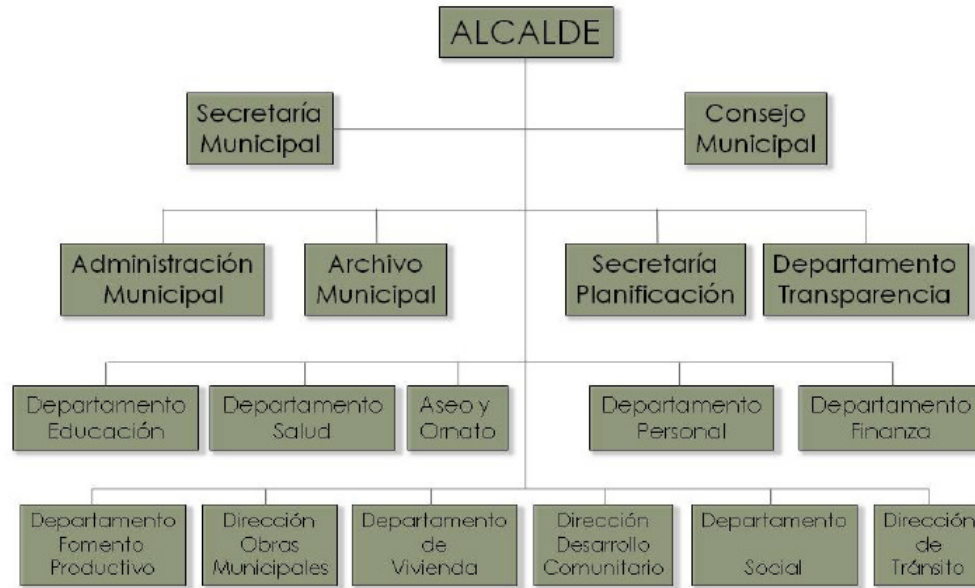 ALCALDE
Secretaría
Municipal
Consejo
Municipal
Administración
Municipal
Archivo
Municipal
Secretaría
Planificación
Departamento
Transparencia
Departamento
Educación
Departamento
Salud
Aseo y
Ornato
Departamento
Personal
Departamento
Finanza
Departamento
Fomento
Productivo
Dirección
Obras
Municipales
Departamento
de
Vivienda
Dirección
Desarrollo
Comunitario
Departamento
Social
Dirección
de
Tránsito